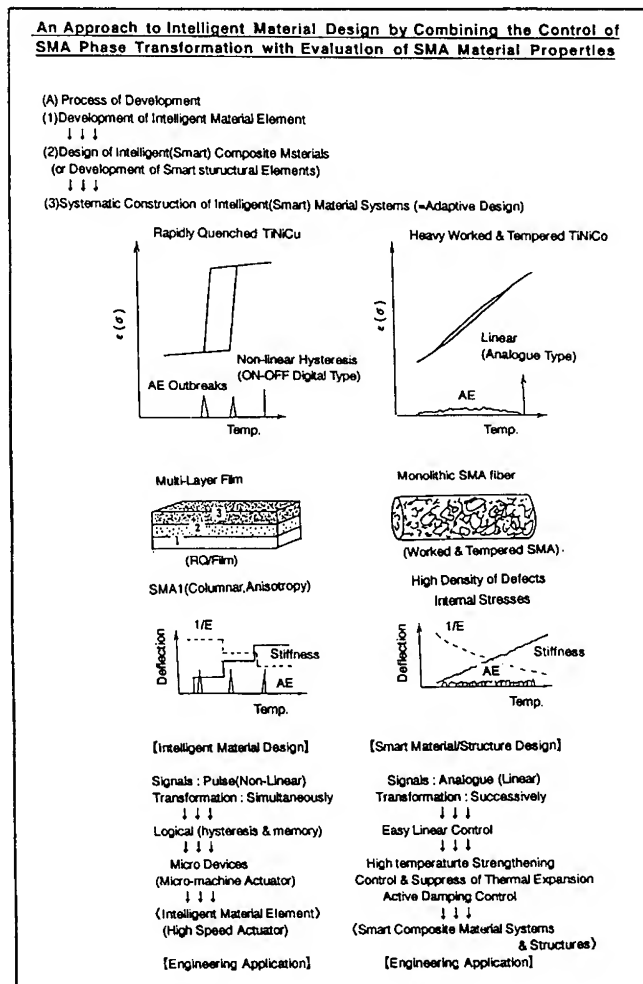 An Approach to Intelligent Material Design by Combining the Control of
SMA Phase Transformation with Evaluation of SMA Material Properties
(A) Process of Development
(1)Development of Intelligent Material Element
↓ ↓ ↓
(2)Design of Intelligent(Smart) Composite Msterials
(or Development of Smart stuructural Elements)
↓ ↓ ↓
(3)Systematic Construction of Intelligent(Smart) Material Systems (=Adaptive Design)
Rapidly Quenched TiNiCu
ε(σ)
Non-linear Hysteresis
(ON-OFF Digital Type)
AE Outbreaks
Temp.
Heavy Worked & Tempered TiNiCo
ε(σ)
Linear
(Analogue Type)
AE
Temp.
Multi-Layer Film
3
2
1
(RQ/Film)
SMA1(Columnar,Anisotropy)
Monolithic SMA fiber
(Worked & Tempered SMA)
High Density of Defects
Internal Stresses
Deflection
1/E
Stiffness
AE
Temp.
Deflection
1/E
Stiffness
AE
Temp.
[Intelligent Material Design]
Signals : Pulse(Non-Linear)
Transformation : Simultaneously
↓ ↓ ↓
Logical (hysteresis & memory)
↓ ↓ ↓
Micro Devices
(Micro-machine Actuator)
↓ ↓ ↓
〈Intelligent Material Element〉
(High Speed Actuator)
[Engineering Application]
[Smart Material/Structure Design]
Signals : Analogue (Linear)
Transformation : Successively
↓ ↓ ↓
Easy Linear Control
↓ ↓ ↓
High temperaturte Strengthening
Control & Suppress of Thermal Expansion
Active Damping Control
↓ ↓ ↓
〈Smart Composite Material Systems
& Structures〉
[Engineering Application]